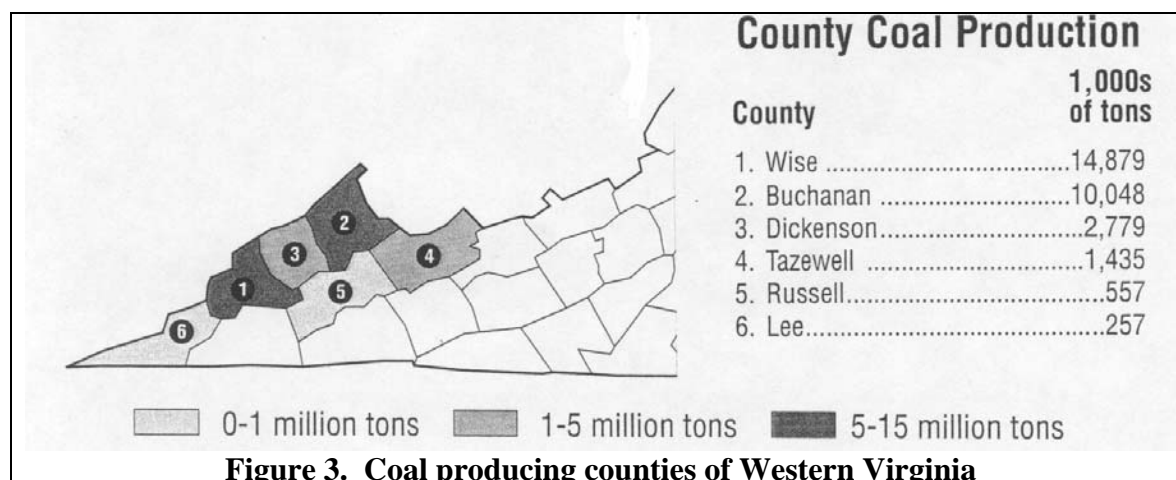 County Coal Production
County 1,000s of tons
1. Wise ..............................14,879
2. Buchanan .......................10,048
3. Dickenson.........................2,779
4. Tazewell ...........................1,435
5. Russell.................................557
6. Lee........................................257
2
3
4
1
5
6
0-1 million tons 1-5 million tons 5-15 million tons
Figure 3. Coal producing counties of Western Virginia